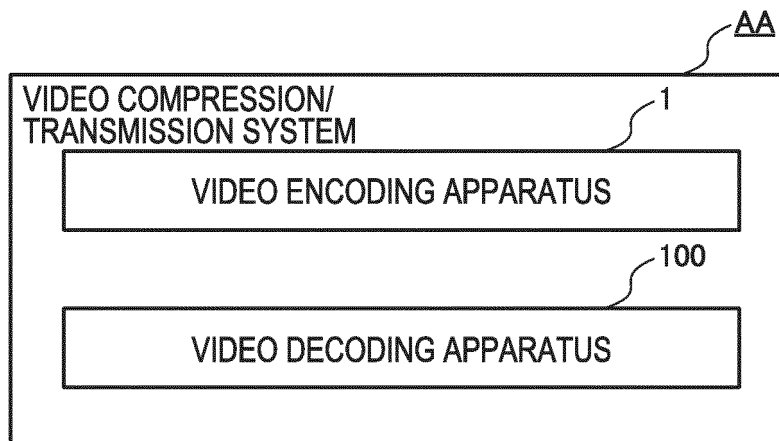 AA
VIDEO COMPRESSION/
TRANSMISSION SYSTEM
1
VIDEO ENCODING APPARATUS
100
VIDEO DECODING APPARATUS